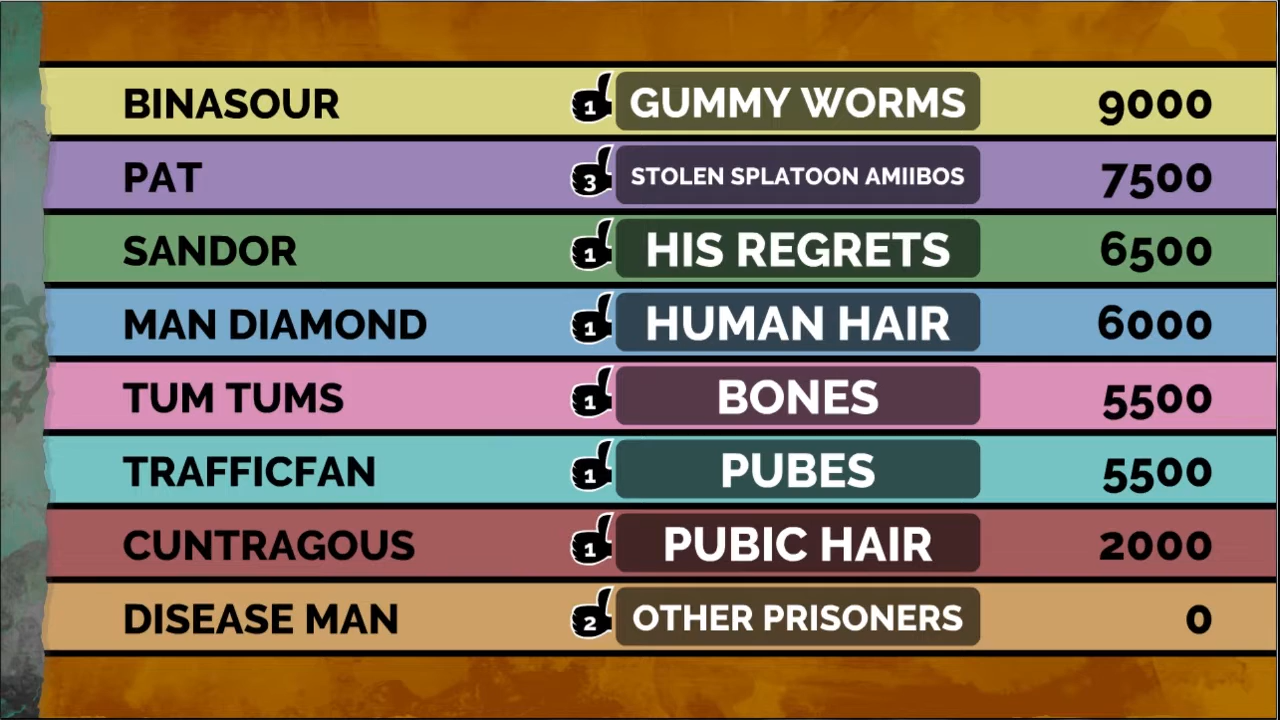 BINASOUR 1 GUMMY WORMS 9000
PAT 3 STOLEN SPLATOON AMIIBOS 7500
SANDOR 1 HIS REGRETS 6500
MAN DIAMOND 1 HUMAN HAIR 6000
TUM TUMS 1 BONES 5500
TRAFFICFAN 1 PUBES 5500
CUNTRAGOUS 1 PUBIC HAIR 2000
DISEASE MAN 2 OTHER PRISONERS 0